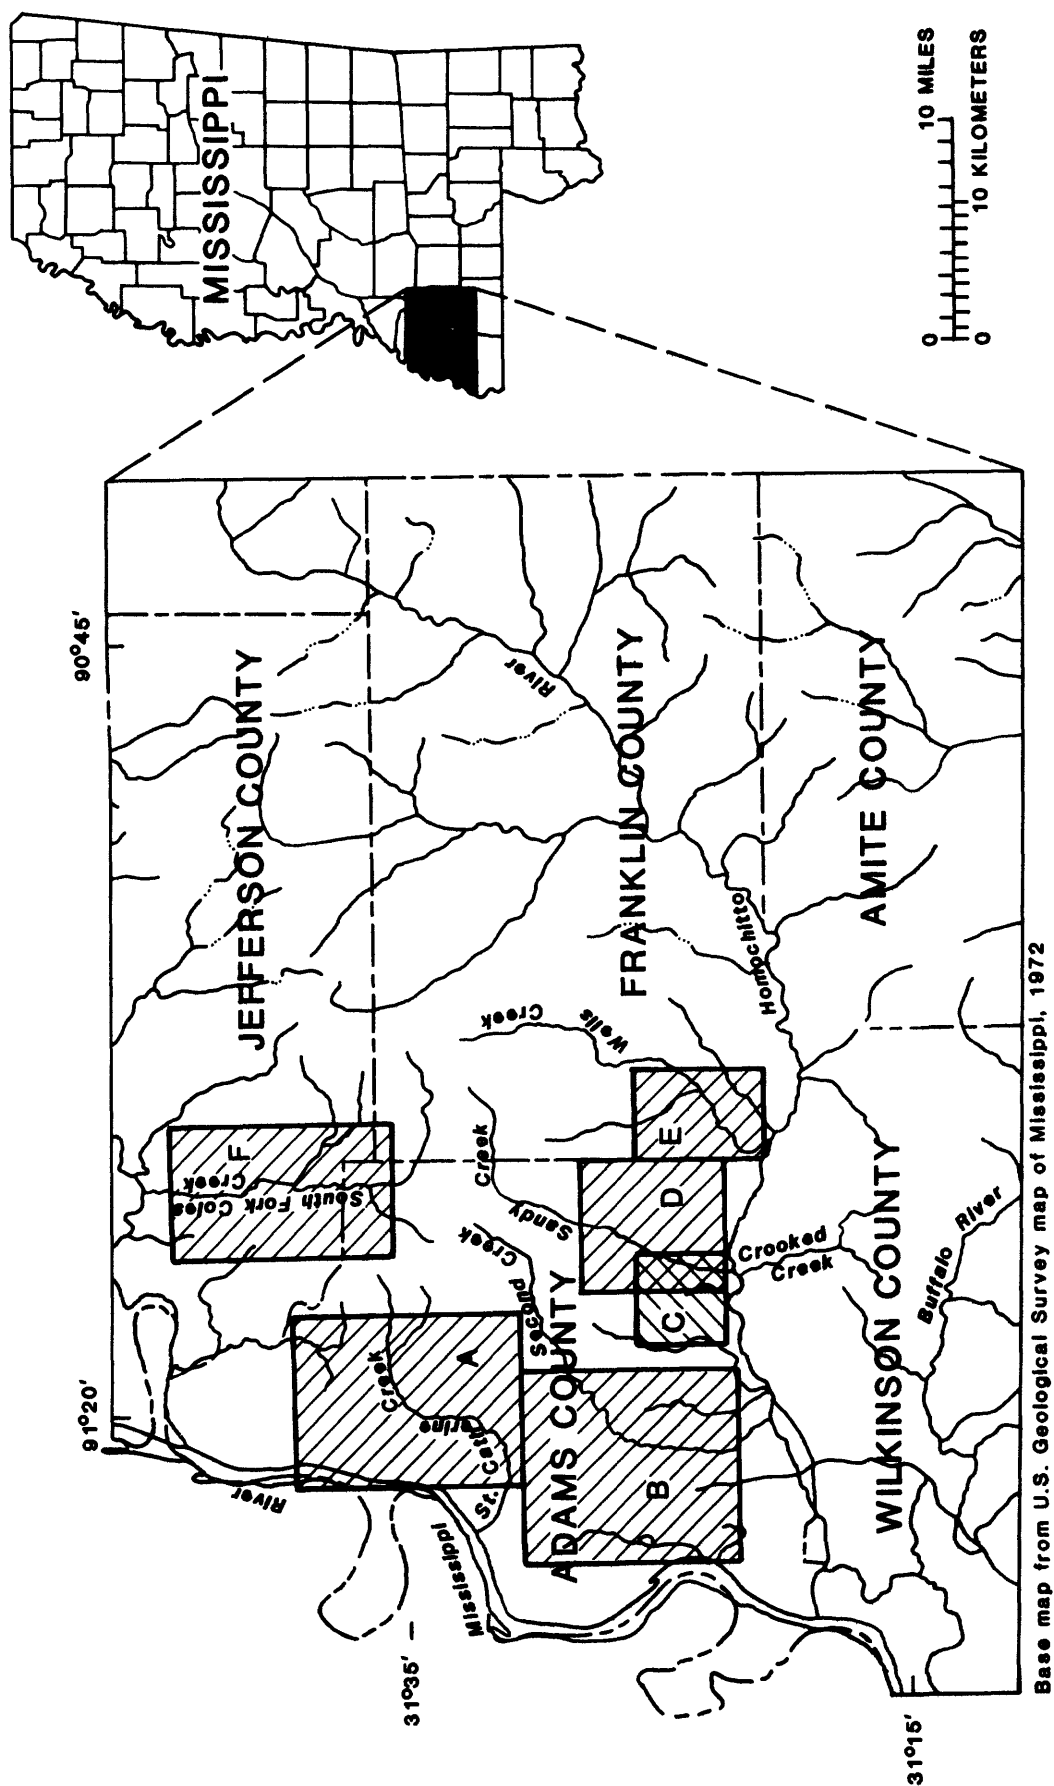 MISSISSIPPI
0 10 MILES
0 10 KILOMETERS
91°20'
90°45'
31°35'
31°15'
JEFFERSON COUNTY
FRANKLIN COUNTY
ADAMS COUNTY
AMITE COUNTY
WILKINSON COUNTY
F
South Fork Coles
Creek
A
St. Catherine
Creek
Mississippi
River
Second Creek
Sandy
Creek
Wells
Creek
B
C
D
E
Homochitto
River
Crooked
Creek
Buffalo
River
Base map from U.S. Geological Survey map of Mississippi, 1972